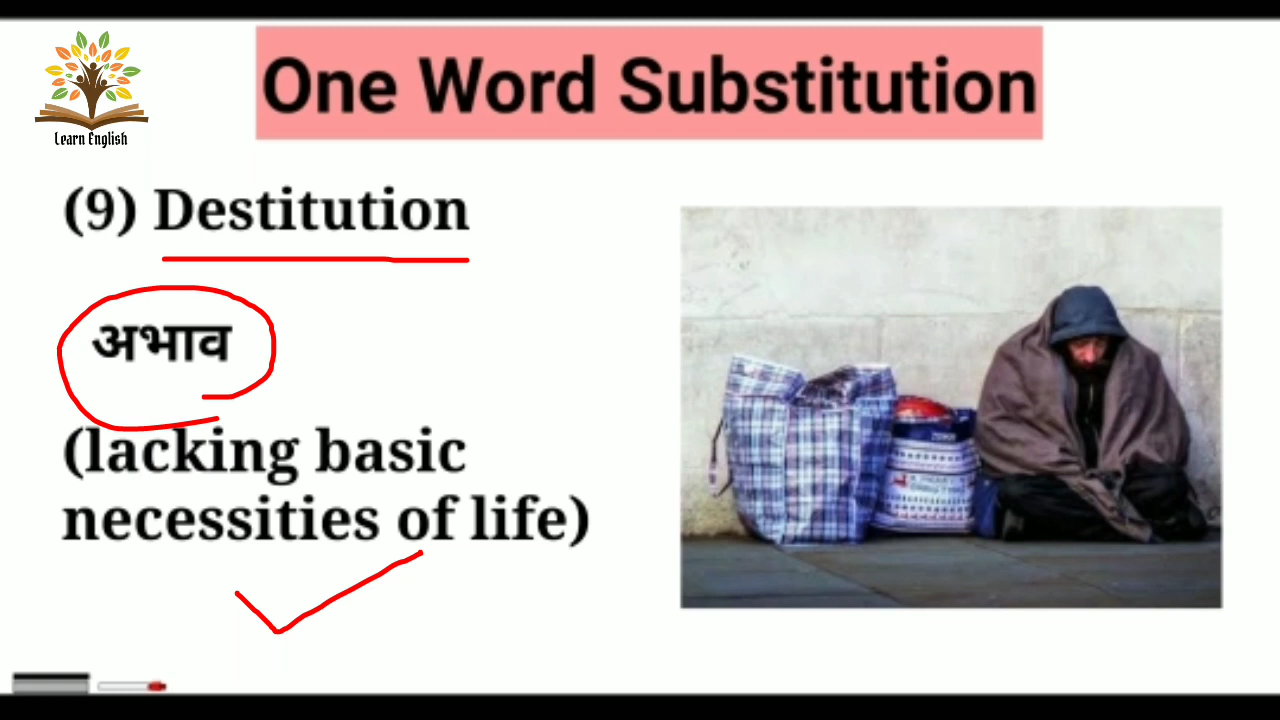 Learn English
One Word Substitution
(9) Destitution
अभाव
(lacking basic
necessities of life)